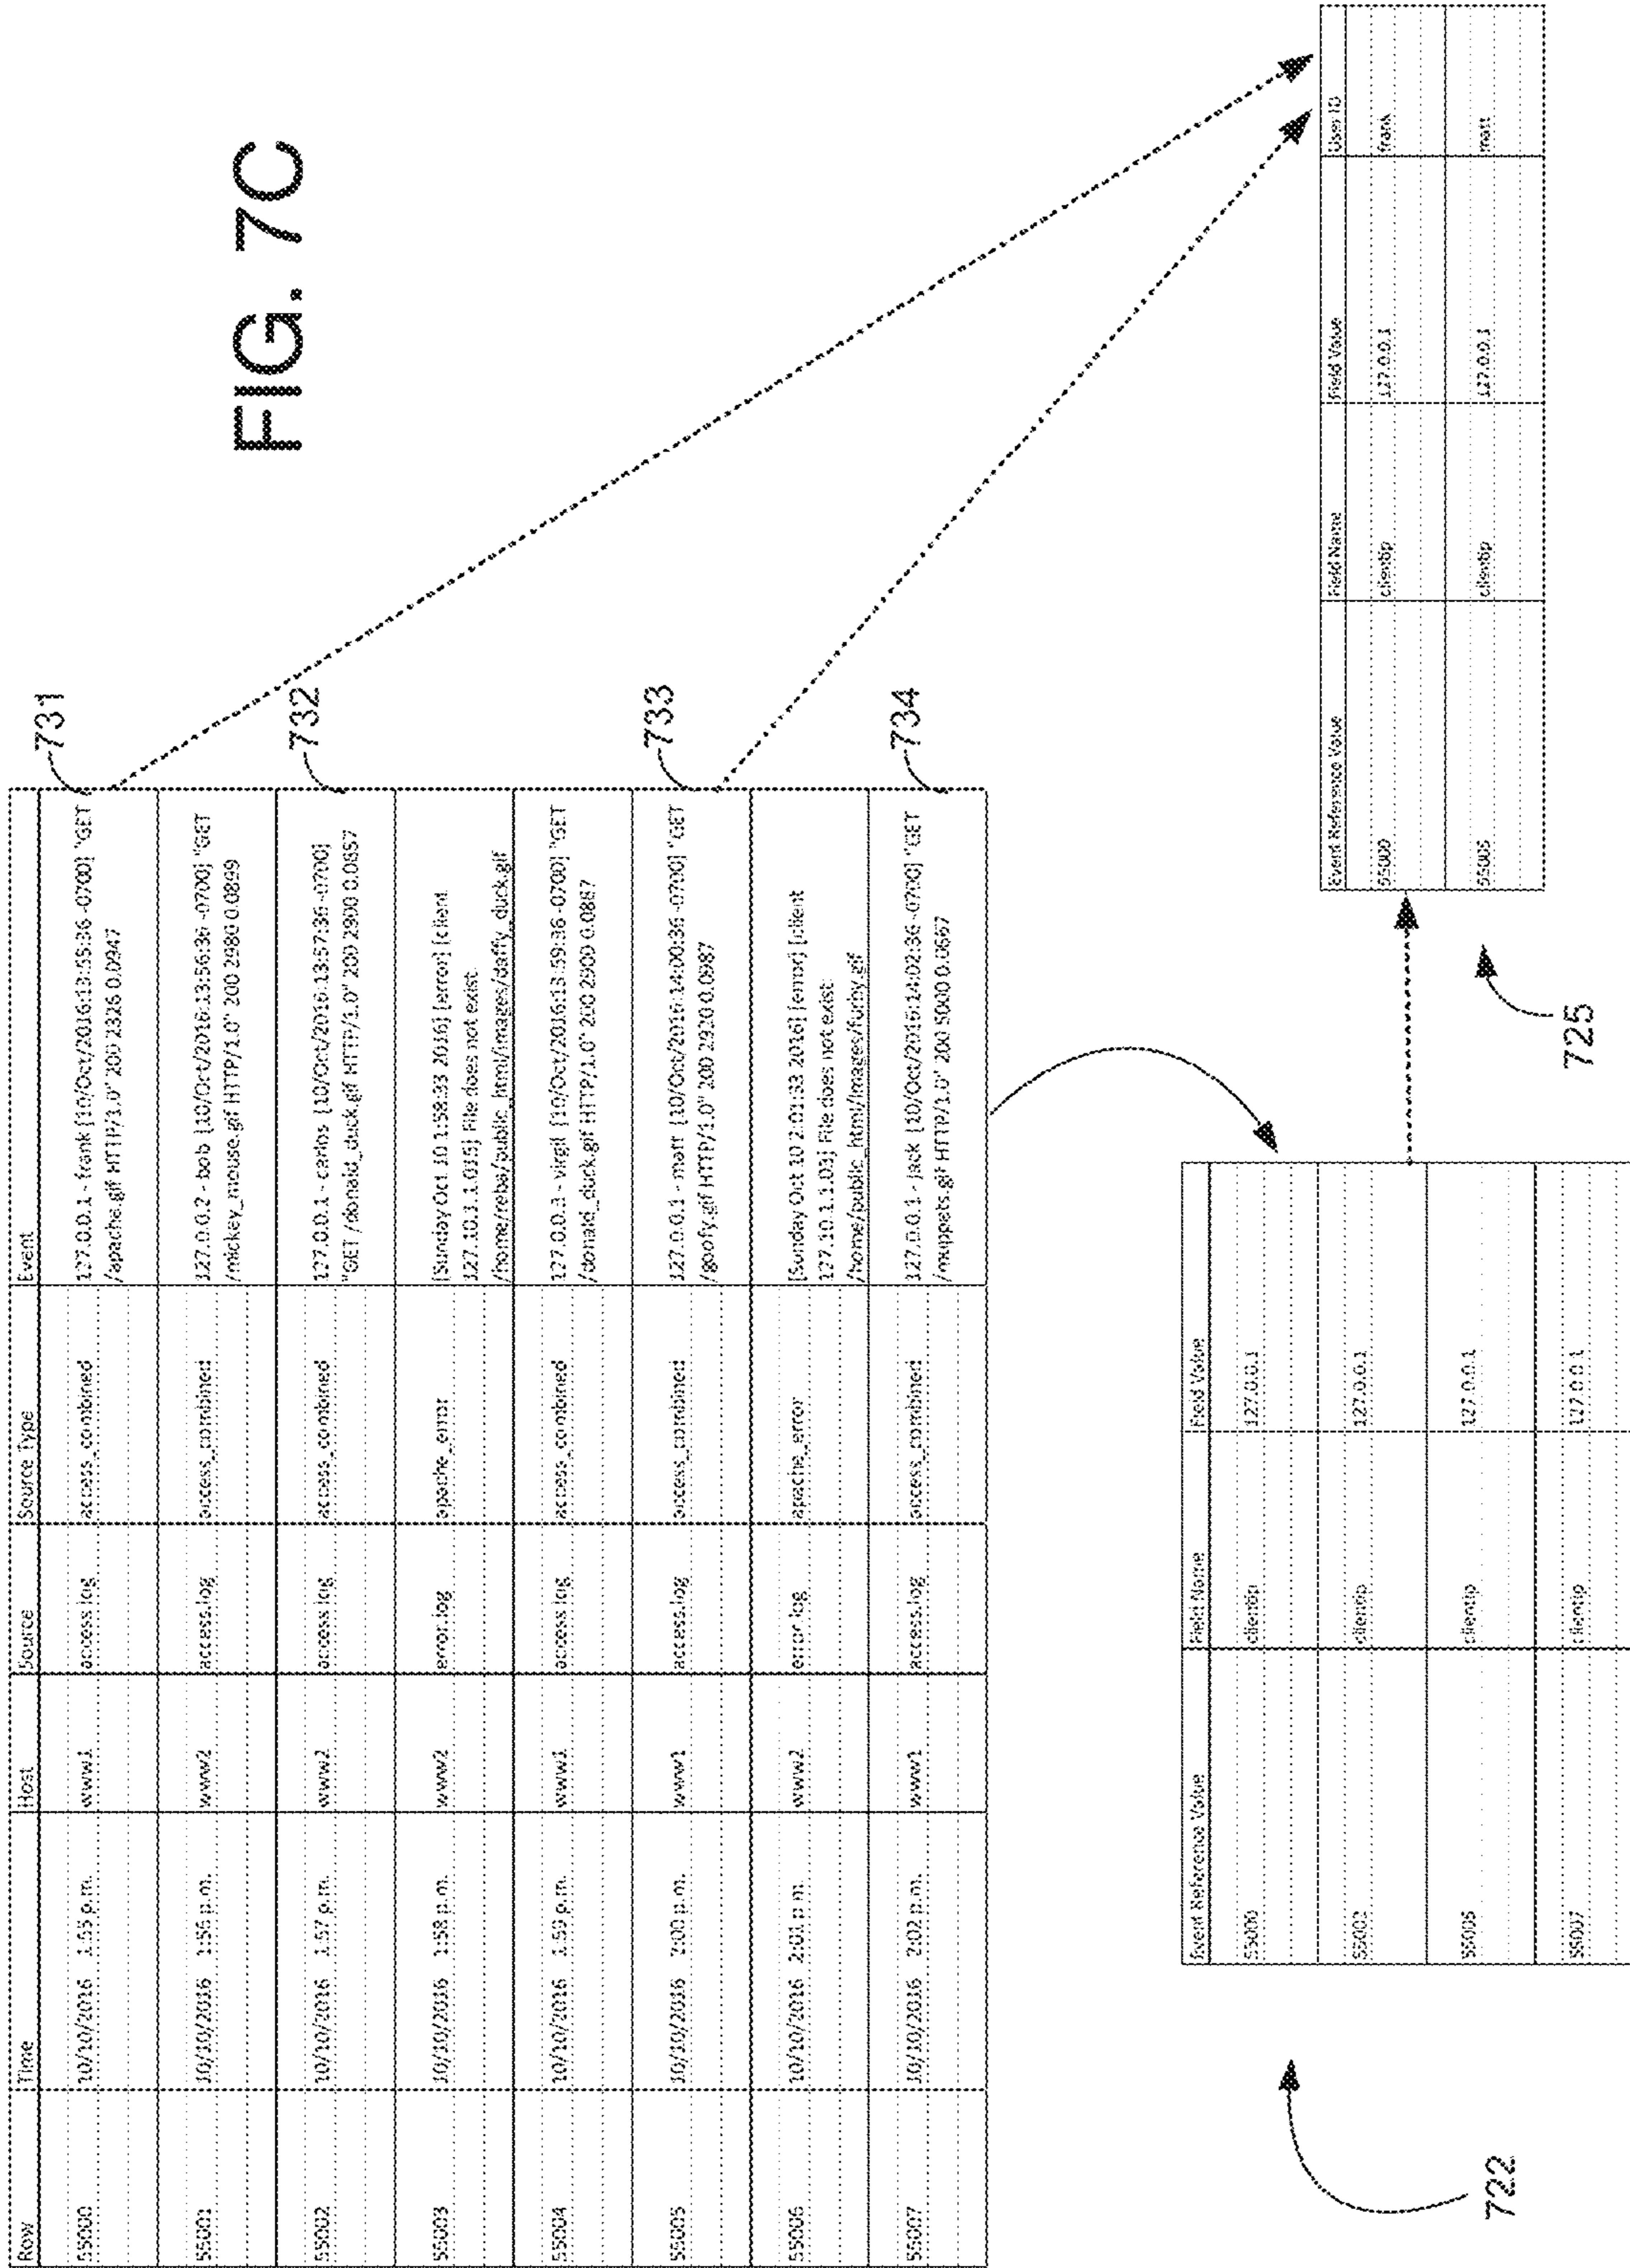 FIG. 7C
Row Time Host Source Source Type Event
55000 10/10/2016 1:55 p.m. www1 access.log access_combined 127.0.0.1 - frank [10/Oct/2016:13:55:36 -0700] "GET
/apache.gif HTTP/1.0" 200 2326 0.0947
731
55001 10/10/2016 1:56 p.m. www2 access.log access_combined 127.0.0.2 - bob [10/Oct/2016:13:56:36 -0700] "GET
/mickey_mouse.gif HTTP/1.0" 200 2980 0.0899
55002 10/10/2016 1:57 p.m. www2 access.log access_combined 127.0.0.1 - carlos [10/Oct/2016:13:57:36 -0700]
"GET /donald_duck.gif HTTP/1.0" 200 2900 0.0857
732
55003 10/10/2016 1:58 p.m. www2 error.log apache_error [Sunday Oct 10 1:58:33 2016] [error] [client
127.10.1.1.015] File does not exist:
/home/reba/public_html/images/daffy_duck.gif
55004 10/10/2016 1:59 p.m. www1 access.log access_combined 127.0.0.3 - virgil [10/Oct/2016:13:59:36 -0700] "GET
/donald_duck.gif HTTP/1.0" 200 2900 0.0867
55005 10/10/2016 2:00 p.m. www1 access.log access_combined 127.0.0.1 - matt [10/Oct/2016:14:00:36 -0700] "GET
/goofy.gif HTTP/1.0" 200 2920 0.0987
733
55006 10/10/2016 2:01 p.m. www2 error.log apache_error [Sunday Oct 10 2:01:33 2016] [error] [client
127.10.1.1.03] File does not exist:
/home/public_html/images/furby.gif
55007 10/10/2016 2:02 p.m. www1 access.log access_combined 127.0.0.1 - jack [10/Oct/2016:14:02:36 -0700] "GET
/muppets.gif HTTP/1.0" 200 5000 0.0667
734
722
Event Reference Value Field Name Field Value
55000 clientip 127.0.0.1
55002 clientip 127.0.0.1
55005 clientip 127.0.0.1
55007 clientip 127.0.0.1
725
Event Reference Value Field Name Field Value User ID
55000 clientip 127.0.0.1 frank
55005 clientip 127.0.0.1 matt